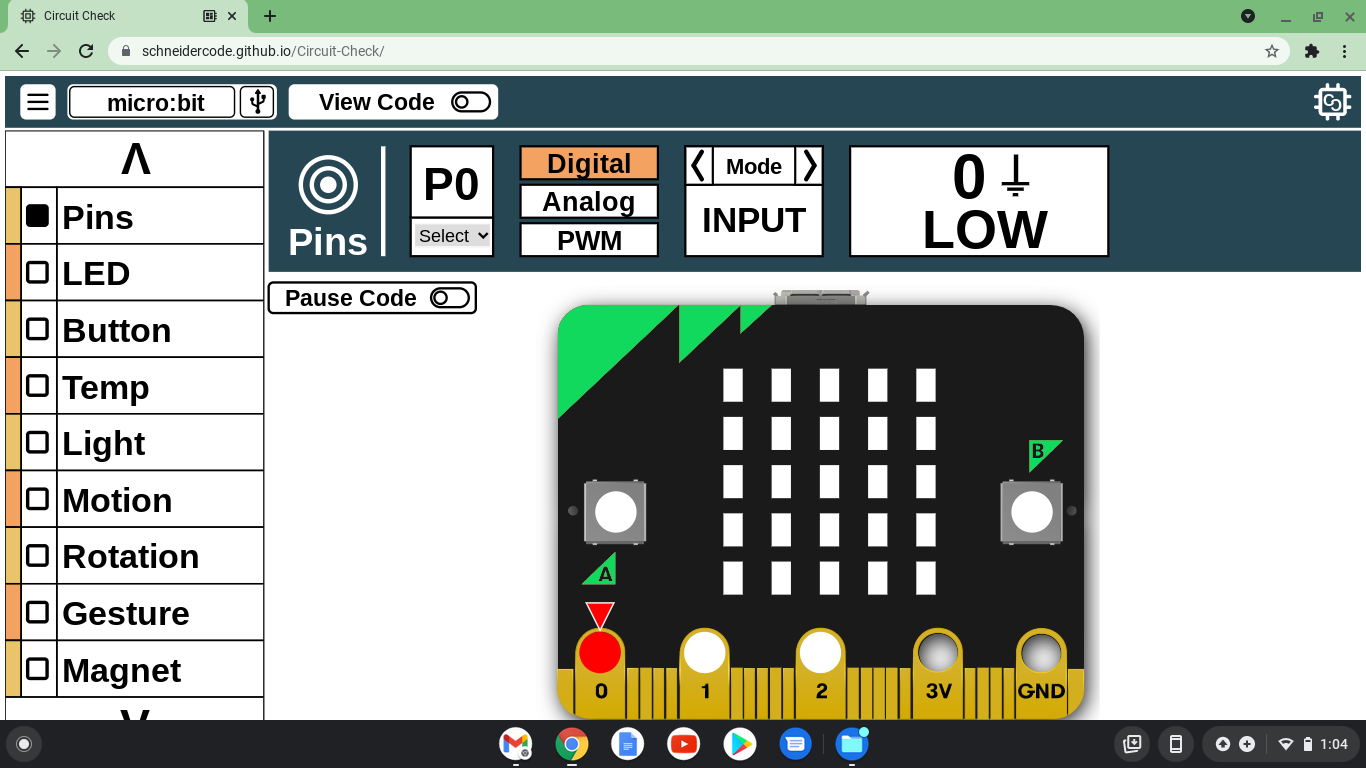 Circuit Check
schneidercode.github.io/Circuit-Check/
micro:bit
View Code
Pins
LED
Button
Temp
Light
Motion
Rotation
Gesture
Magnet
Pins
P0
Select
Digital
Analog
PWM
Mode
INPUT
0
LOW
Pause Code
B
A
0 1 2 3V GND
1:04